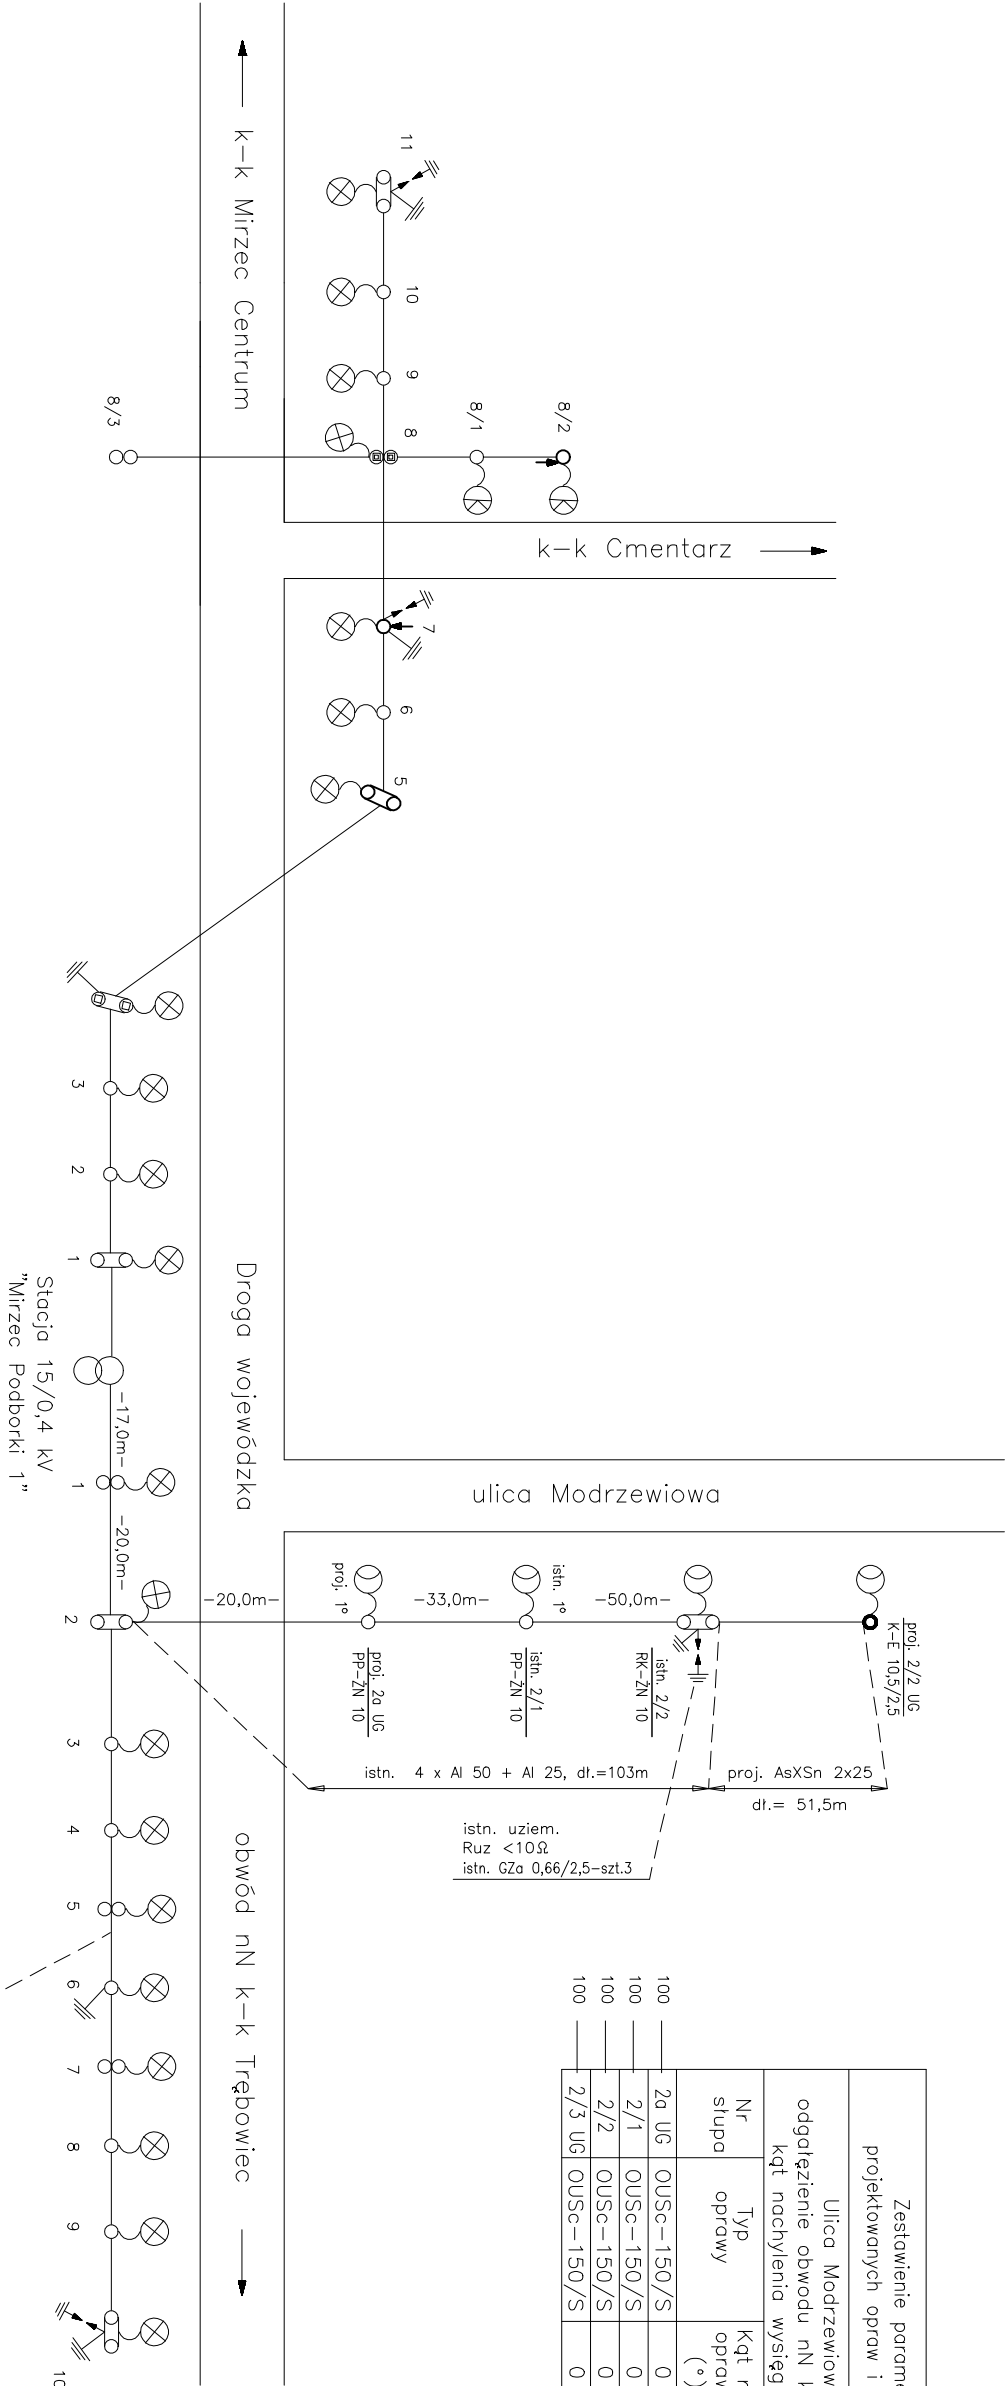 k-k Mirzec Centrum
11
10
9
8
8/1
8/2
8/3
k-k Cmentarz
7
6
5
3
2
1
Stacja 15/0,4 kV
"Mirzec Podborki 1"
Droga wojewódzka
-17,0m-
1
-20,0m-
2
ulica Modrzewiowa
-20,0m-
proj. 1°
-33,0m-
istn. 1°
-50,0m-
proj. 2a UG
PP-ŻN 10
istn. 2/1
PP-ŻN 10
istn. 2/2
RK-ŻN 10
proj. 2/2 UG
K-E 10,5/2,5
istn. 4 x Al 50 + Al 25, dł.=103m
proj. AsXSn 2x25
dł.= 51,5m
istn. uziem.
Ruz <10Ω
istn. GZa 0,66/2,5-szt.3
3
4
5
6
7
8
9
10
obwód nN k-k Trębowiec
Zestawienie parame
projektowanych opraw i
Ulica Modrzewiow
odgałęzienie obwodu nN k
kąt nachylenia wysięg
Nr słupa Typ oprawy Kąt n opraw (°)
100 2a UG OUSc-150/S 0
100 2/1 OUSc-150/S 0
100 2/2 OUSc-150/S 0
100 2/3 UG OUSc-150/S 0